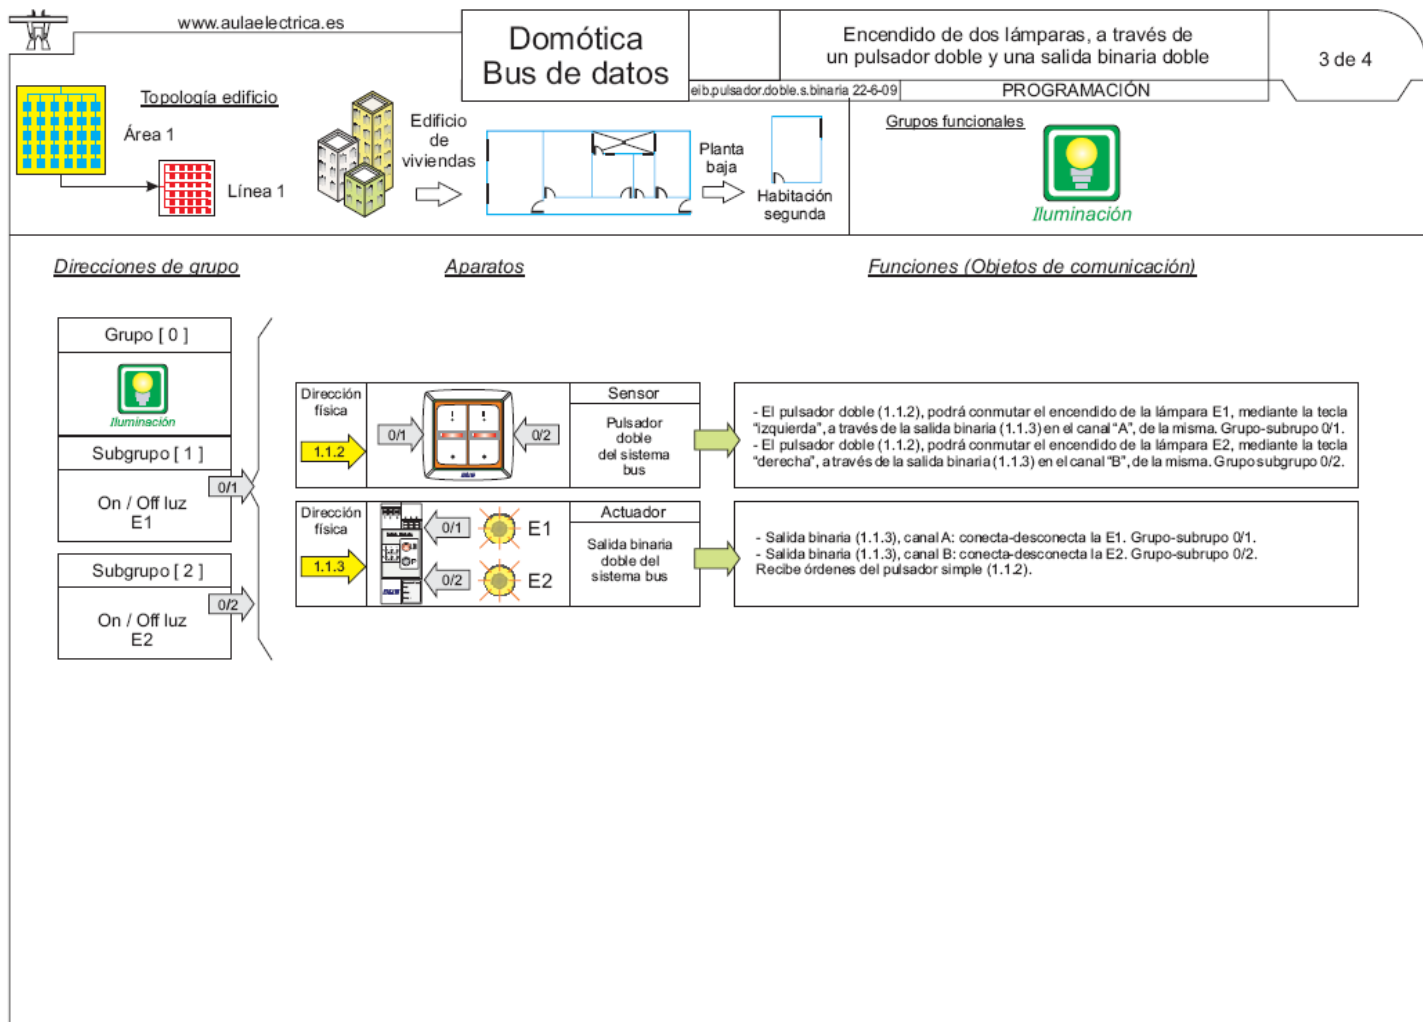 www.aulaelectrica.es
Domótica
Bus de datos
Encendido de dos lámparas, a través de
un pulsador doble y una salida binaria doble
3 de 4
eib.pulsador.doble.s.binaria 22-6-09
PROGRAMACIÓN
Topología edificio
Área 1
Línea 1
Edificio
de
viviendas
Planta
baja
Habitación
segunda
Grupos funcionales
Iluminación
Direcciones de grupo
Aparatos
Funciones (Objetos de comunicación)
Grupo [ 0 ]
Iluminación
Subgrupo [ 1 ]
0/1
On / Off luz
E1
Subgrupo [ 2 ]
0/2
On / Off luz
E2
Dirección
física
1.1.2
0/1
0/2
Sensor
Pulsador
doble
del sistema
bus
- El pulsador doble (1.1.2), podrá conmutar el encendido de la lámpara E1, mediante la tecla
"izquierda", a través de la salida binaria (1.1.3) en el canal "A", de la misma. Grupo-subrupo 0/1.
- El pulsador doble (1.1.2), podrá conmutar el encendido de la lámpara E2, mediante la tecla
"derecha", a través de la salida binaria (1.1.3) en el canal "B", de la misma. Grupo subgrupo 0/2.
Dirección
física
1.1.3
0/1
E1
0/2
E2
Actuador
Salida binaria
doble del
sistema bus
- Salida binaria (1.1.3), canal A: conecta-desconecta la E1. Grupo-subrupo 0/1.
- Salida binaria (1.1.3), canal B: conecta-desconecta la E2. Grupo-subrupo 0/2.
Recibe órdenes del pulsador simple (1.1.2).